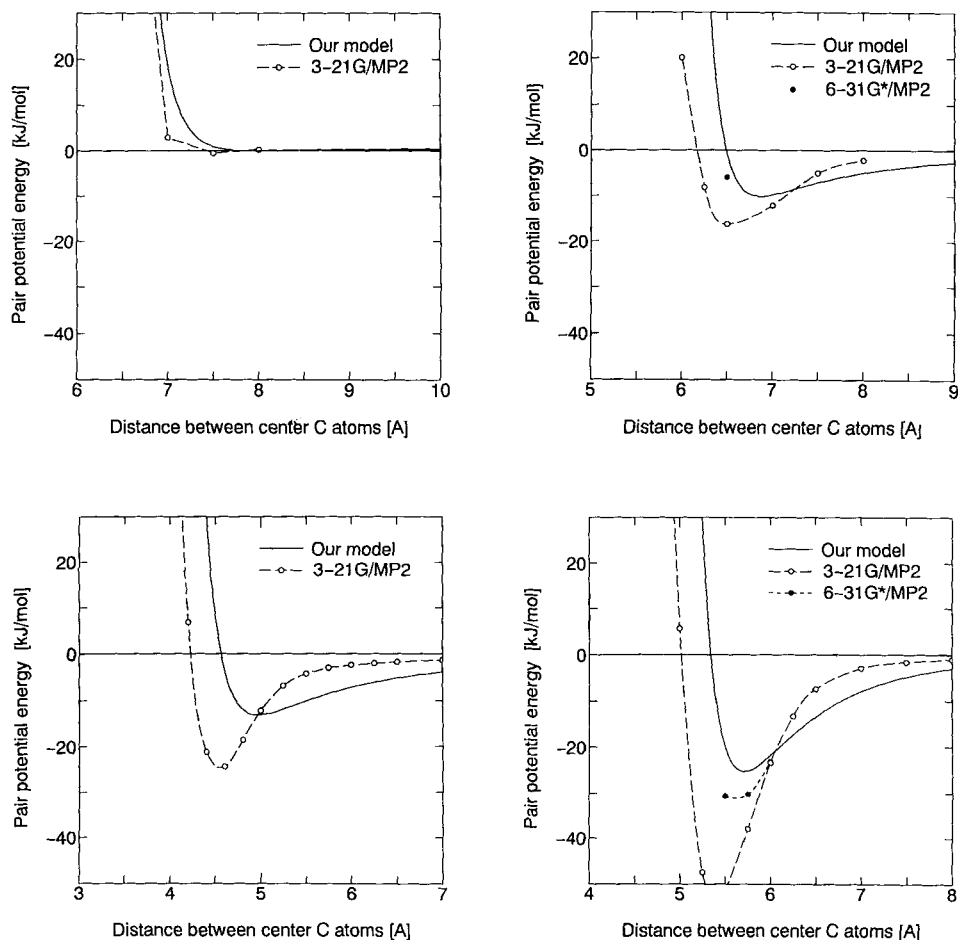 Our model
3-21G/MP2
20
0
-20
-40
Pair potential energy [kJ/mol]
6
7
8
9
10
Distance between center C atoms [A]
Our model
3-21G/MP2
6-31G*/MP2
20
0
-20
-40
Pair potential energy [kJ/mol]
5
6
7
8
9
Distance between center C atoms [A]
Our model
3-21G/MP2
20
0
-20
-40
Pair potential energy [kJ/mol]
3
4
5
6
7
Distance between center C atoms [A]
Our model
3-21G/MP2
6-31G*/MP2
20
0
-20
-40
Pair potential energy [kJ/mol]
4
5
6
7
8
Distance between center C atoms [A]